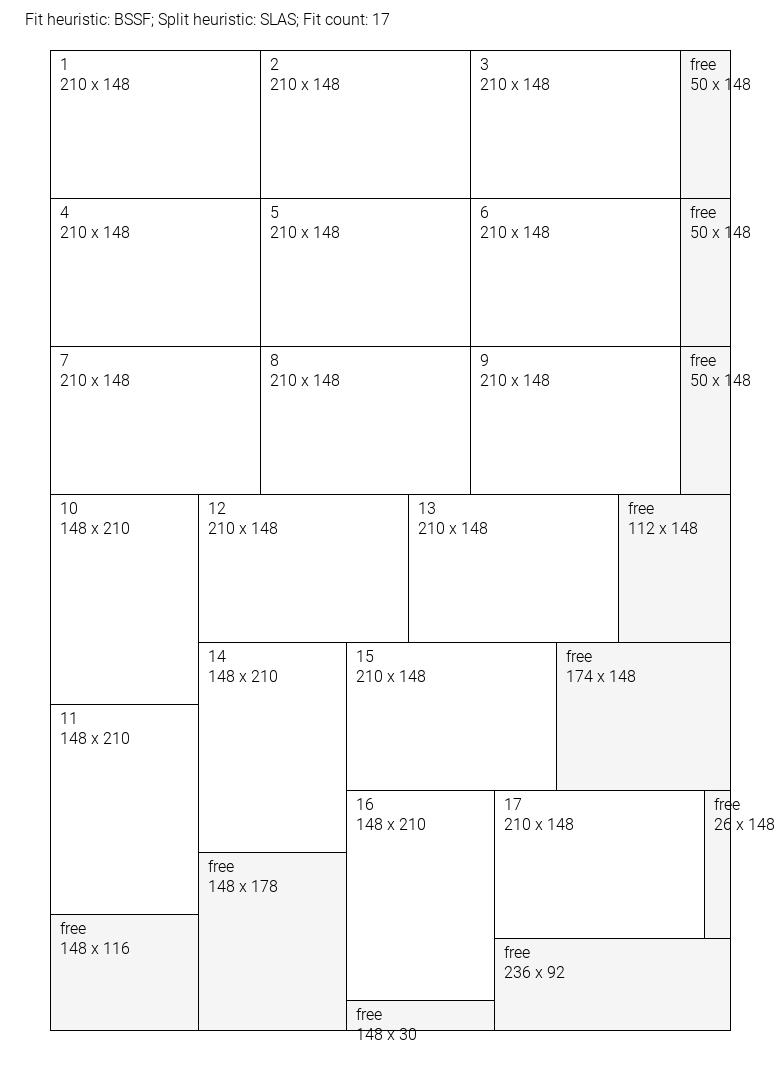 Fit heuristic: BSSF; Split heuristic: SLAS; Fit count: 17
1
210 x 148
2
210 x 148
3
210 x 148
free
50 x 148
4
210 x 148
5
210 x 148
6
210 x 148
free
50 x 148
7
210 x 148
8
210 x 148
9
210 x 148
free
50 x 148
10
148 x 210
12
210 x 148
13
210 x 148
free
112 x 148
14
148 x 210
15
210 x 148
free
174 x 148
11
148 x 210
16
148 x 210
17
210 x 148
free
26 x 148
free
148 x 178
free
148 x 116
free
236 x 92
free
148 x 30